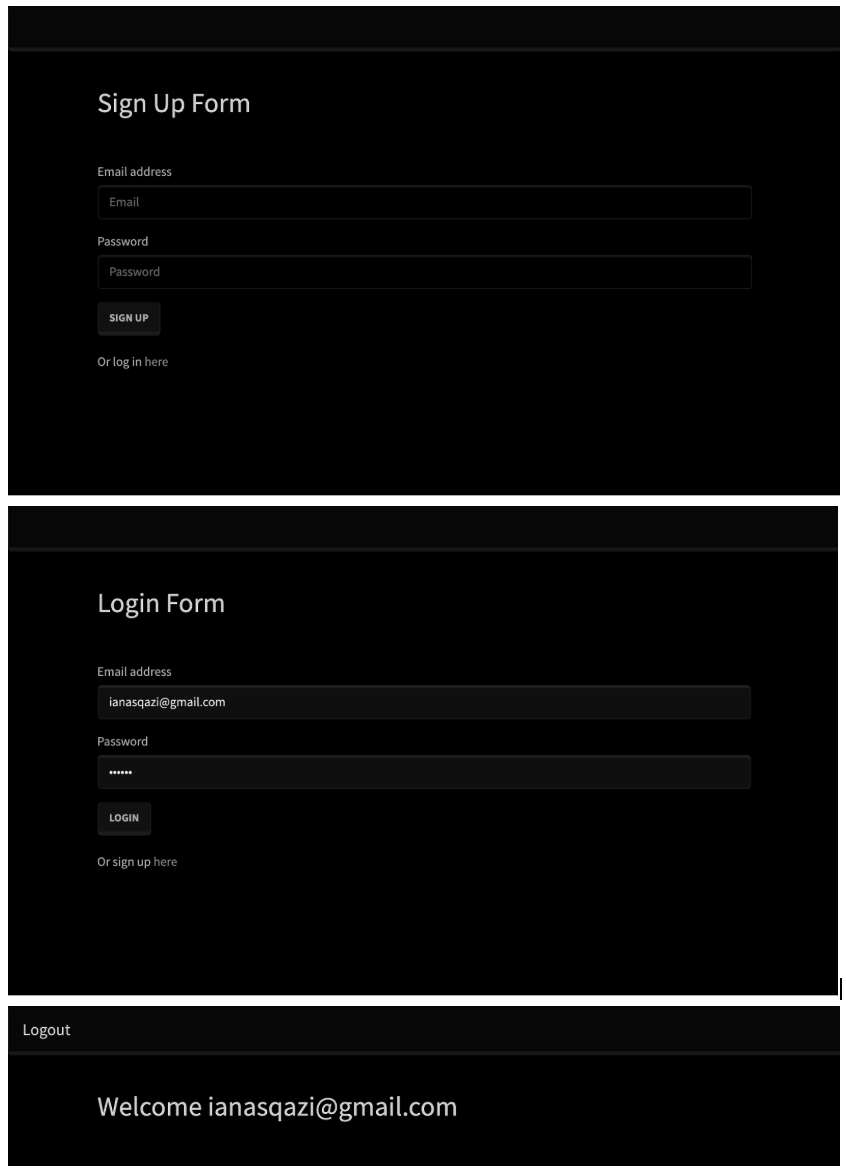 Sign Up Form
Email address
Email
Password
Password
SIGN UP
Or log in here
Login Form
Email address
ianasqazi@gmail.com
Password
••••••
LOGIN
Or sign up here
Logout
Welcome ianasqazi@gmail.com